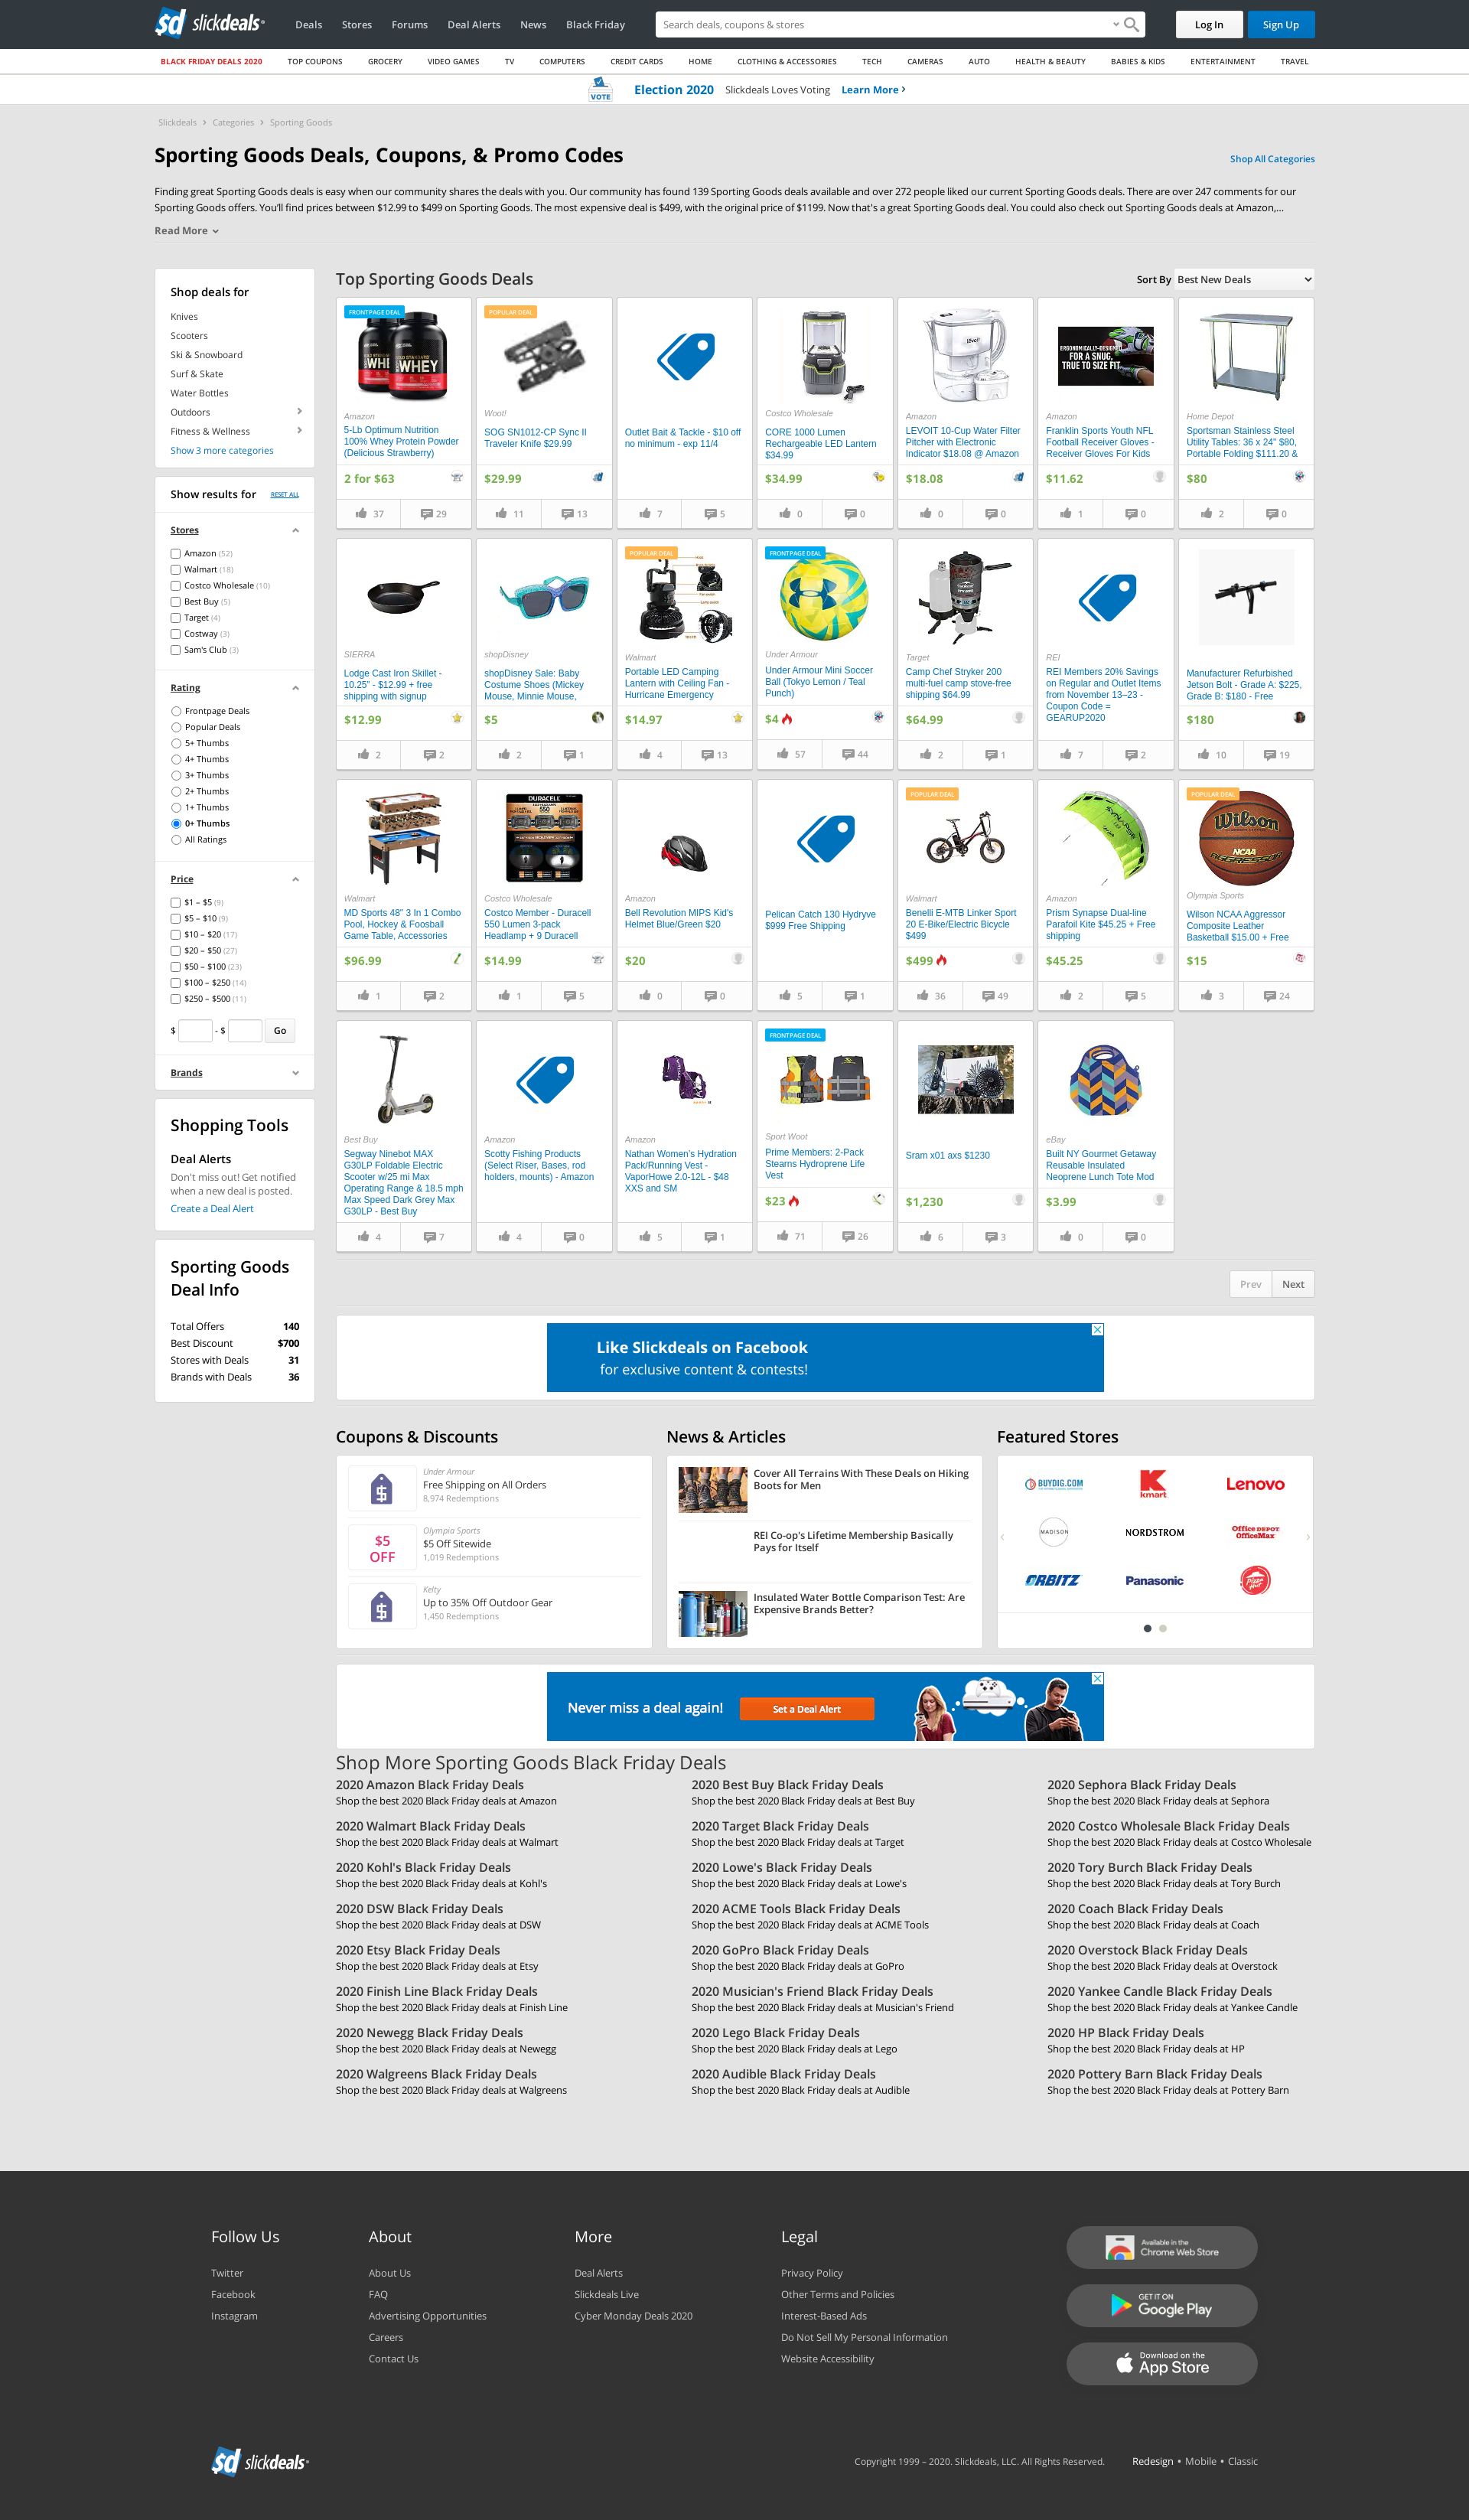 slickdeals
Deals Stores Forums Deal Alerts News Black Friday
Search deals, coupons & stores
Log In Sign Up
BLACK FRIDAY DEALS 2020 TOP COUPONS GROCERY VIDEO GAMES TV COMPUTERS CREDIT CARDS HOME CLOTHING & ACCESSORIES TECH CAMERAS AUTO HEALTH & BEAUTY BABIES & KIDS ENTERTAINMENT TRAVEL
VOTE Election 2020 Slickdeals Loves Voting Learn More
Slickdeals > Categories > Sporting Goods
Sporting Goods Deals, Coupons, & Promo Codes
Shop All Categories
Finding great Sporting Goods deals is easy when our community shares the deals with you. Our community has found 139 Sporting Goods deals available and over 272 people liked our current Sporting Goods deals. There are over 247 comments for our
Sporting Goods offers. You'll find prices between $12.99 to $499 on Sporting Goods. The most expensive deal is $499, with the original price of $1199. Now that's a great Sporting Goods deal. You could also check out Sporting Goods deals at Amazon,...
Read More
Shop deals for
Knives
Scooters
Ski & Snowboard
Surf & Skate
Water Bottles
Outdoors
Fitness & Wellness
Show 3 more categories
Show results for RESET ALL
Stores
Amazon (52)
Walmart (18)
Costco Wholesale (10)
Best Buy (5)
Target (4)
Costway (3)
Sam's Club (3)
Rating
Frontpage Deals
Popular Deals
5+ Thumbs
4+ Thumbs
3+ Thumbs
2+ Thumbs
1+ Thumbs
0+ Thumbs
All Ratings
Price
$1 – $5 (9)
$5 – $10 (9)
$10 – $20 (17)
$20 – $50 (27)
$50 – $100 (23)
$100 – $250 (14)
$250 – $500 (11)
$ - $ Go
Brands
Shopping Tools
Deal Alerts
Don't miss out! Get notified
when a new deal is posted.
Create a Deal Alert
Sporting Goods
Deal Info
Total Offers 140
Best Discount $700
Stores with Deals 31
Brands with Deals 36
Top Sporting Goods Deals
Sort By Best New Deals
FRONTPAGE DEAL
Amazon
5-Lb Optimum Nutrition
100% Whey Protein Powder
(Delicious Strawberry)
2 for $63
37 29
POPULAR DEAL
Woot!
SOG SN1012-CP Sync II
Traveler Knife $29.99
$29.99
11 13
Outlet Bait & Tackle - $10 off
no minimum - exp 11/4
7 5
Costco Wholesale
CORE 1000 Lumen
Rechargeable LED Lantern
$34.99
$34.99
0 0
Amazon
LEVOIT 10-Cup Water Filter
Pitcher with Electronic
Indicator $18.08 @ Amazon
$18.08
0 0
ERGONOMICALLY-DESIGNED
FOR A SNUG,
TRUE TO SIZE FIT
Amazon
Franklin Sports Youth NFL
Football Receiver Gloves -
Receiver Gloves For Kids
$11.62
1 0
Home Depot
Sportsman Stainless Steel
Utility Tables: 36 x 24" $80,
Portable Folding $111.20 &
$80
2 0
SIERRA
Lodge Cast Iron Skillet -
10.25" - $12.99 + free
shipping with signup
$12.99
2 2
shopDisney
shopDisney Sale: Baby
Costume Shoes (Mickey
Mouse, Minnie Mouse,
$5
2 1
POPULAR DEAL
Walmart
Portable LED Camping
Lantern with Ceiling Fan -
Hurricane Emergency
$14.97
4 13
FRONTPAGE DEAL
Under Armour
Under Armour Mini Soccer
Ball (Tokyo Lemon / Teal
Punch)
$4
57 44
Target
Camp Chef Stryker 200
multi-fuel camp stove-free
shipping $64.99
$64.99
2 1
REI
REI Members 20% Savings
on Regular and Outlet Items
from November 13–23 -
Coupon Code =
GEARUP2020
7 2
Manufacturer Refurbished
Jetson Bolt - Grade A: $225,
Grade B: $180 - Free
$180
10 19
Walmart
MD Sports 48" 3 In 1 Combo
Pool, Hockey & Foosball
Game Table, Accessories
$96.99
1 2
DURACELL
550
Costco Wholesale
Costco Member - Duracell
550 Lumen 3-pack
Headlamp + 9 Duracell
$14.99
1 5
Amazon
Bell Revolution MIPS Kid's
Helmet Blue/Green $20
$20
0 0
Pelican Catch 130 Hydryve
$999 Free Shipping
5 1
POPULAR DEAL
Walmart
Benelli E-MTB Linker Sport
20 E-Bike/Electric Bicycle
$499
$499
36 49
Amazon
Prism Synapse Dual-line
Parafoil Kite $45.25 + Free
shipping
$45.25
2 5
POPULAR DEAL
Wilson
NCAA
AGGRESSOR
Olympia Sports
Wilson NCAA Aggressor
Composite Leather
Basketball $15.00 + Free
$15
3 24
Best Buy
Segway Ninebot MAX
G30LP Foldable Electric
Scooter w/25 mi Max
Operating Range & 18.5 mph
Max Speed Dark Grey Max
G30LP - Best Buy
4 7
Amazon
Scotty Fishing Products
(Select Riser, Bases, rod
holders, mounts) - Amazon
4 0
Amazon
Nathan Women's Hydration
Pack/Running Vest -
VaporHowe 2.0-12L - $48
XXS and SM
5 1
FRONTPAGE DEAL
Sport Woot
Prime Members: 2-Pack
Stearns Hydroprene Life
Vest
$23
71 26
Sram x01 axs $1230
$1,230
6 3
eBay
Built NY Gourmet Getaway
Reusable Insulated
Neoprene Lunch Tote Mod
$3.99
0 0
Prev Next
Like Slickdeals on Facebook
for exclusive content & contests!
Coupons & Discounts
Under Armour
Free Shipping on All Orders
8,974 Redemptions
$5
OFF
Olympia Sports
$5 Off Sitewide
1,019 Redemptions
Kelty
Up to 35% Off Outdoor Gear
1,450 Redemptions
News & Articles
Cover All Terrains With These Deals on Hiking
Boots for Men
REI Co-op's Lifetime Membership Basically
Pays for Itself
Insulated Water Bottle Comparison Test: Are
Expensive Brands Better?
Featured Stores
BUYDIG.COM kmart Lenovo
MADISON NORDSTROM Office DEPOT OfficeMax
ORBITZ Panasonic Pizza Hut
Never miss a deal again! Set a Deal Alert
Shop More Sporting Goods Black Friday Deals
2020 Amazon Black Friday Deals 2020 Best Buy Black Friday Deals 2020 Sephora Black Friday Deals
Shop the best 2020 Black Friday deals at Amazon Shop the best 2020 Black Friday deals at Best Buy Shop the best 2020 Black Friday deals at Sephora
2020 Walmart Black Friday Deals 2020 Target Black Friday Deals 2020 Costco Wholesale Black Friday Deals
Shop the best 2020 Black Friday deals at Walmart Shop the best 2020 Black Friday deals at Target Shop the best 2020 Black Friday deals at Costco Wholesale
2020 Kohl's Black Friday Deals 2020 Lowe's Black Friday Deals 2020 Tory Burch Black Friday Deals
Shop the best 2020 Black Friday deals at Kohl's Shop the best 2020 Black Friday deals at Lowe's Shop the best 2020 Black Friday deals at Tory Burch
2020 DSW Black Friday Deals 2020 ACME Tools Black Friday Deals 2020 Coach Black Friday Deals
Shop the best 2020 Black Friday deals at DSW Shop the best 2020 Black Friday deals at ACME Tools Shop the best 2020 Black Friday deals at Coach
2020 Etsy Black Friday Deals 2020 GoPro Black Friday Deals 2020 Overstock Black Friday Deals
Shop the best 2020 Black Friday deals at Etsy Shop the best 2020 Black Friday deals at GoPro Shop the best 2020 Black Friday deals at Overstock
2020 Finish Line Black Friday Deals 2020 Musician's Friend Black Friday Deals 2020 Yankee Candle Black Friday Deals
Shop the best 2020 Black Friday deals at Finish Line Shop the best 2020 Black Friday deals at Musician's Friend Shop the best 2020 Black Friday deals at Yankee Candle
2020 Newegg Black Friday Deals 2020 Lego Black Friday Deals 2020 HP Black Friday Deals
Shop the best 2020 Black Friday deals at Newegg Shop the best 2020 Black Friday deals at Lego Shop the best 2020 Black Friday deals at HP
2020 Walgreens Black Friday Deals 2020 Audible Black Friday Deals 2020 Pottery Barn Black Friday Deals
Shop the best 2020 Black Friday deals at Walgreens Shop the best 2020 Black Friday deals at Audible Shop the best 2020 Black Friday deals at Pottery Barn
Follow Us
Twitter
Facebook
Instagram
About
About Us
FAQ
Advertising Opportunities
Careers
Contact Us
More
Deal Alerts
Slickdeals Live
Cyber Monday Deals 2020
Legal
Privacy Policy
Other Terms and Policies
Interest-Based Ads
Do Not Sell My Personal Information
Website Accessibility
Available in the
Chrome Web Store
GET IT ON
Google Play
Download on the
App Store
slickdeals
Copyright 1999 – 2020. Slickdeals, LLC. All Rights Reserved. Redesign • Mobile • Classic